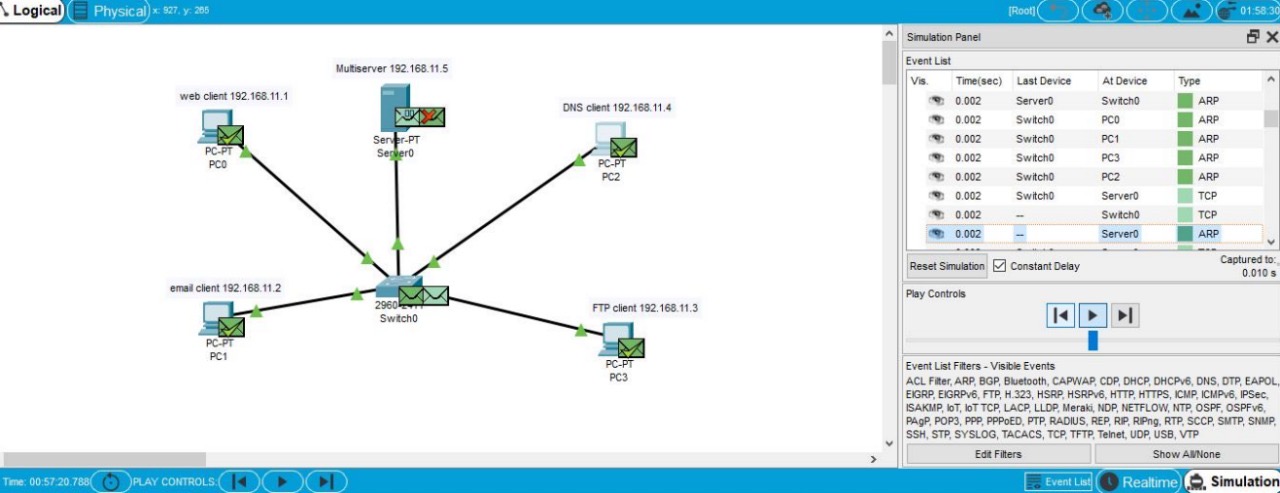 Logical Physical x: 927, y: 265 [Root] 01:58:30
Multiserver 192.168.11.5
web client 192.168.11.1
DNS client 192.168.11.4
PC-PT
PC0
Server-PT
Server0
PC-PT
PC2
email client 192.168.11.2
Switch0
FTP client 192.168.11.3
PC-PT
PC1
PC-PT
PC3
Simulation Panel
Event List
Vis. Time(sec) Last Device At Device Type
0.002 Server0 Switch0 ARP
0.002 Switch0 PC0 ARP
0.002 Switch0 PC1 ARP
0.002 Switch0 PC3 ARP
0.002 Switch0 PC2 ARP
0.002 Switch0 Server0 TCP
0.002 -- Switch0 TCP
0.002 -- Server0 ARP
Reset Simulation Constant Delay Captured to:
0.010 s
Play Controls
Event List Filters - Visible Events
ACL Filter, ARP, BGP, Bluetooth, CAPWAP, CDP, DHCP, DHCPv6, DNS, DTP, EAPOL,
EIGRP, EIGRPv6, FTP, H.323, HSRP, HSRPv6, HTTP, HTTPS, ICMP, ICMPv6, IPSec,
ISAKMP, IoT, IoT TCP, LACP, LLDP, Meraki, NDP, NETFLOW, NTP, OSPF, OSPFv6,
PAgP, POP3, PPP, PPPoED, PTP, RADIUS, REP, RIP, RIPng, RTP, SCCP, SMTP, SNMP,
SSH, STP, SYSLOG, TACACS, TCP, TFTP, Telnet, UDP, USB, VTP
Edit Filters Show All/None
Time: 00:57:20.788 PLAY CONTROLS: Event List Realtime Simulation